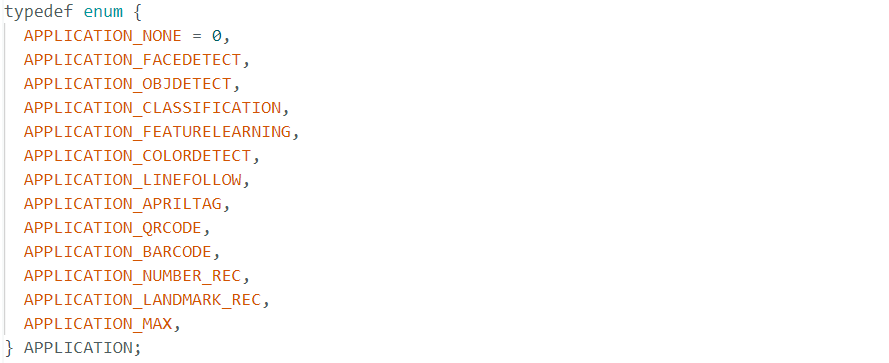 typedef enum {
  APPLICATION_NONE = 0,
  APPLICATION_FACEDETECT,
  APPLICATION_OBJDETECT,
  APPLICATION_CLASSIFICATION,
  APPLICATION_FEATURELEARNING,
  APPLICATION_COLORDETECT,
  APPLICATION_LINEFOLLOW,
  APPLICATION_APRILTAG,
  APPLICATION_QRCODE,
  APPLICATION_BARCODE,
  APPLICATION_NUMBER_REC,
  APPLICATION_LANDMARK_REC,
  APPLICATION_MAX,
} APPLICATION;